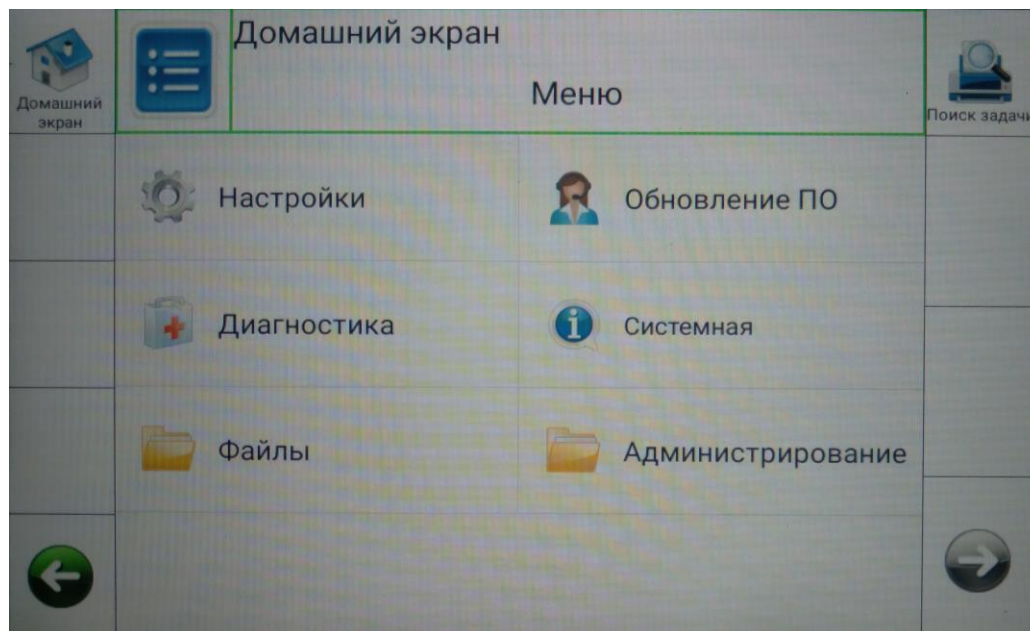 Домашний экран
Меню
Домашний
экран
Поиск задачи
Настройки
Обновление ПО
Диагностика
Системная
Файлы
Администрирование